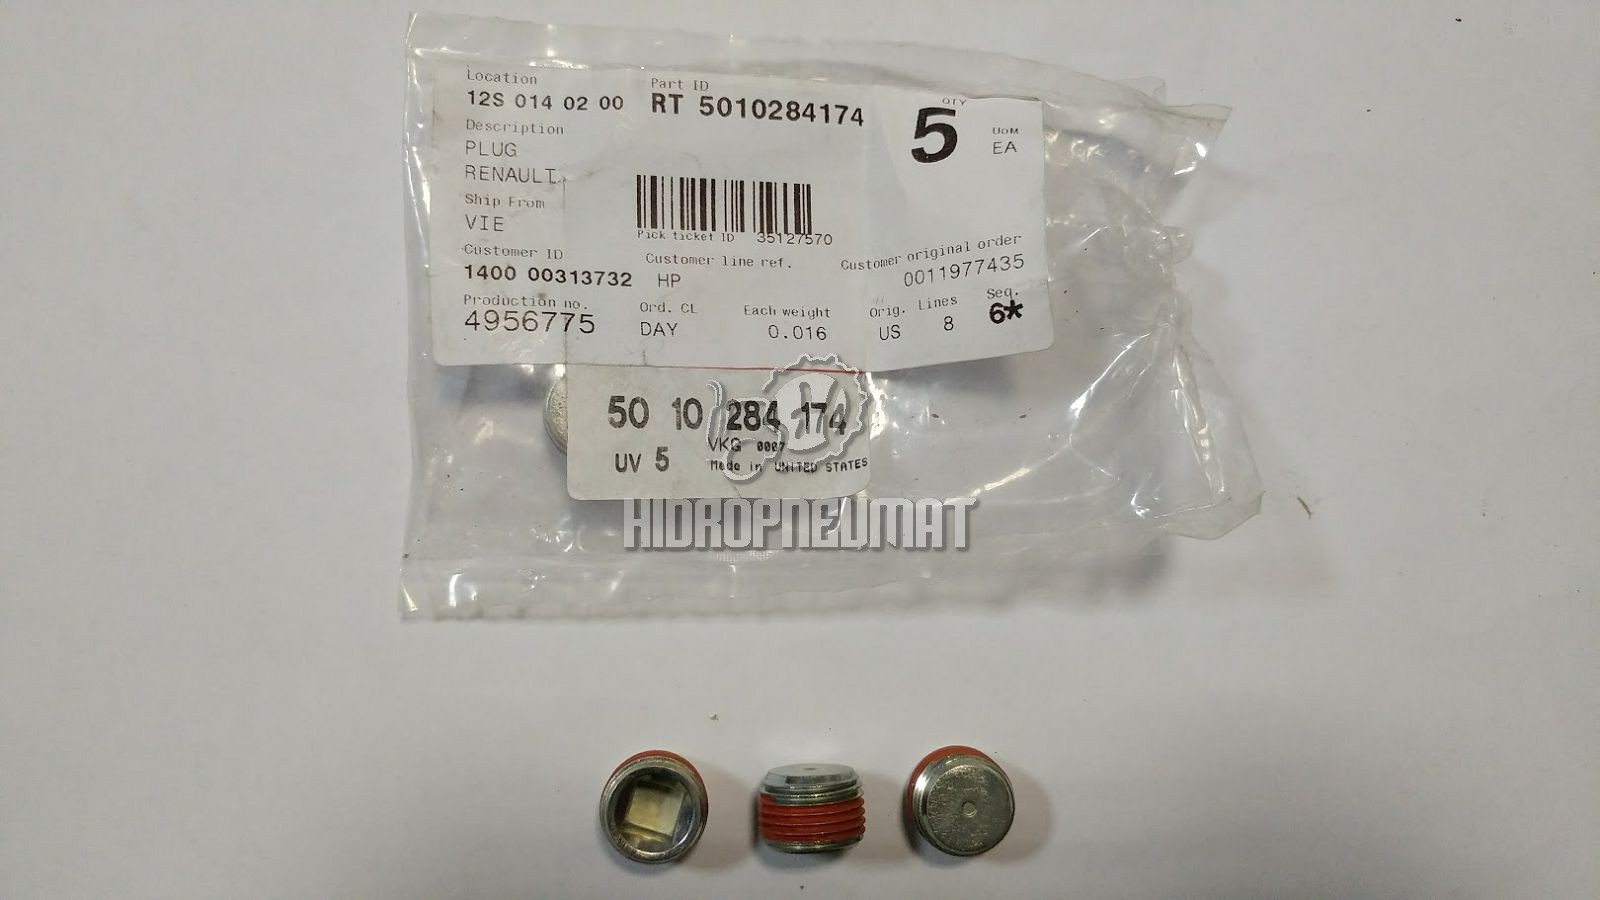 Location
12S 014 02 00
Part ID
RT 5010284174
QTY
5
UoM
EA
Description
PLUG
RENAULT
Ship From
VIE
Pick ticket ID 35127570
Customer ID
1400 00313732
Customer line ref.
HP
Customer original order
0011977435
Production no.
4956775
Ord. CL
DAY
Each weight
0.016
Orig.
US
Lines
8
Seq.
6*
50 10 284 174
VKG 0007
UV 5
Made in UNITED STATES
HIDROPNEUMAT